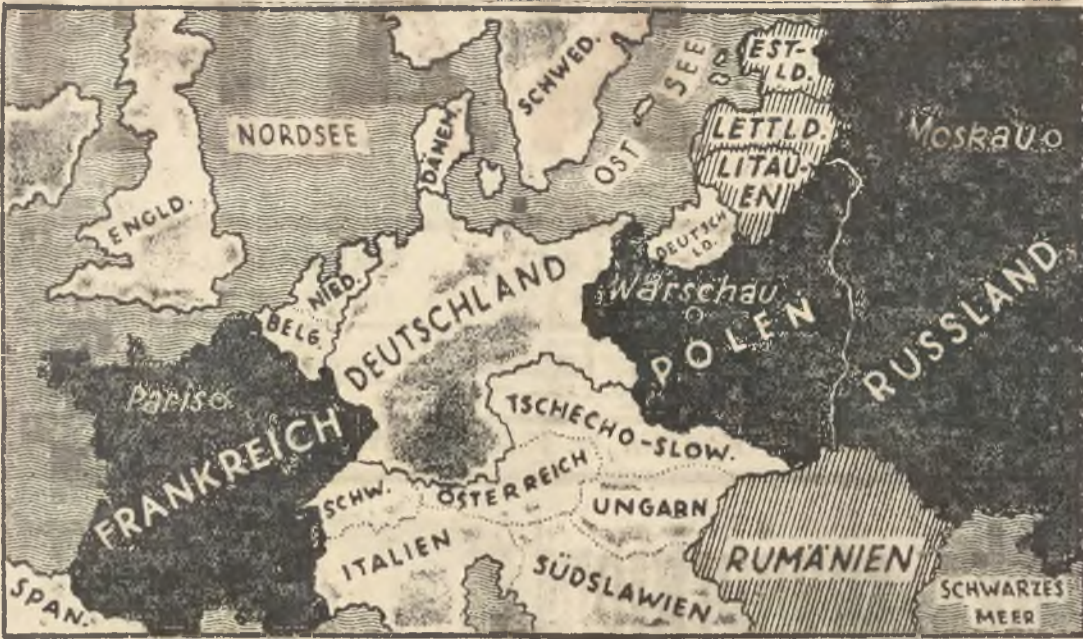 SCHWED.
OST
SEE
EST-
LD.
NORDSEE
DÄNEM.
LETTLD.
Moskau
LITAU-
EN
ENGLD.
DEUTSCH
LD.
NIED.
BELG.
DEUTSCHLAND
Warschau
POLEN
RUSSLAND
Paris
FRANKREICH
TSCHECHO-SLOW.
SCHW.
ÖSTERREICH
UNGARN
ITALIEN
SÜDSLAWIEN
RUMÄNIEN
SPAN.
SCHWARZES
MEER